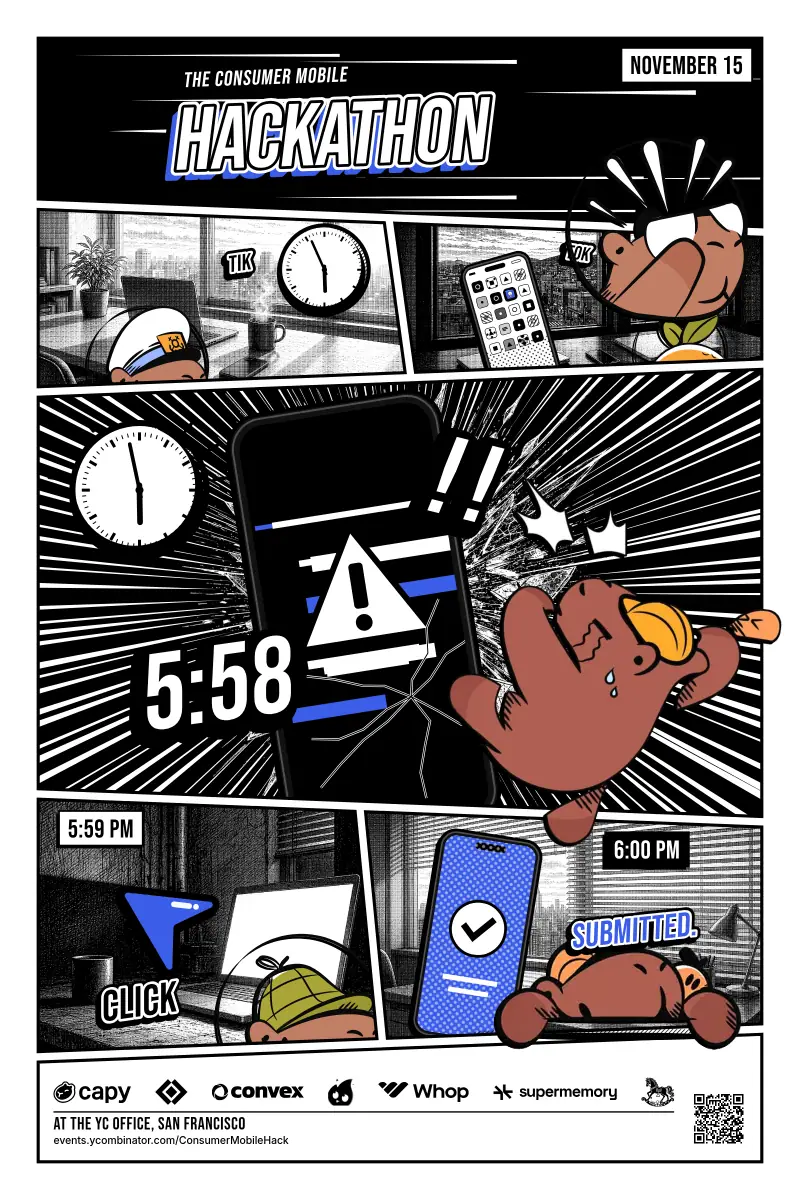 NOVEMBER 15
THE CONSUMER MOBILE
HACKATHON
TIK
TOK
!!
!
5:58
5:59 PM
6:00 PM
SUBMITTED.
CLICK
capy
convex
Whop
supermemory
AT THE YC OFFICE, SAN FRANCISCO
events.ycombinator.com/ConsumerMobileHack